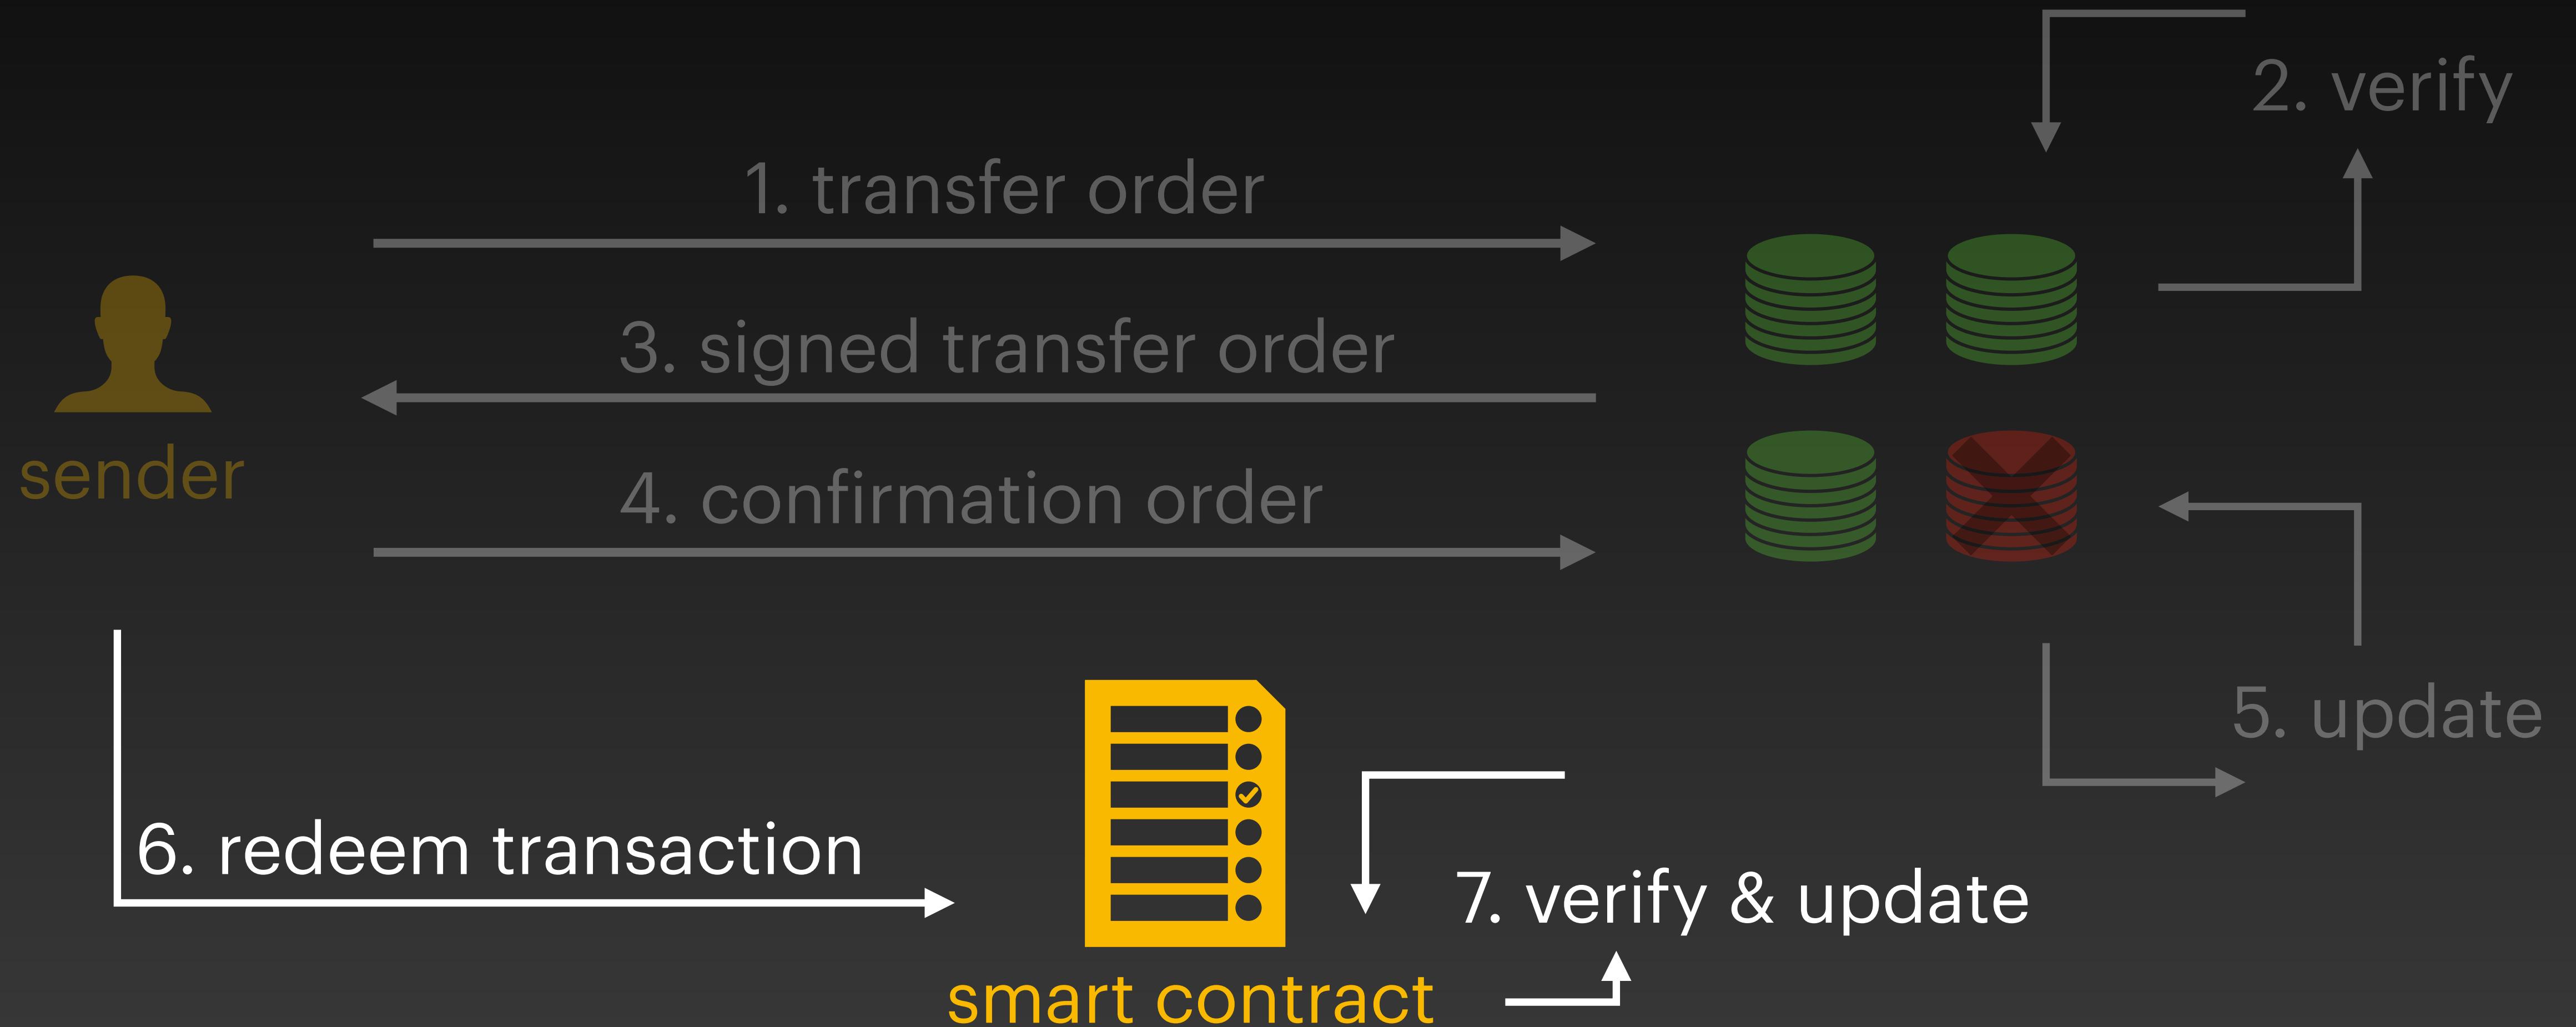 2. verify
1. transfer order
3. signed transfer order
sender
4. confirmation order
5. update
6. redeem transaction
7. verify & update
smart contract